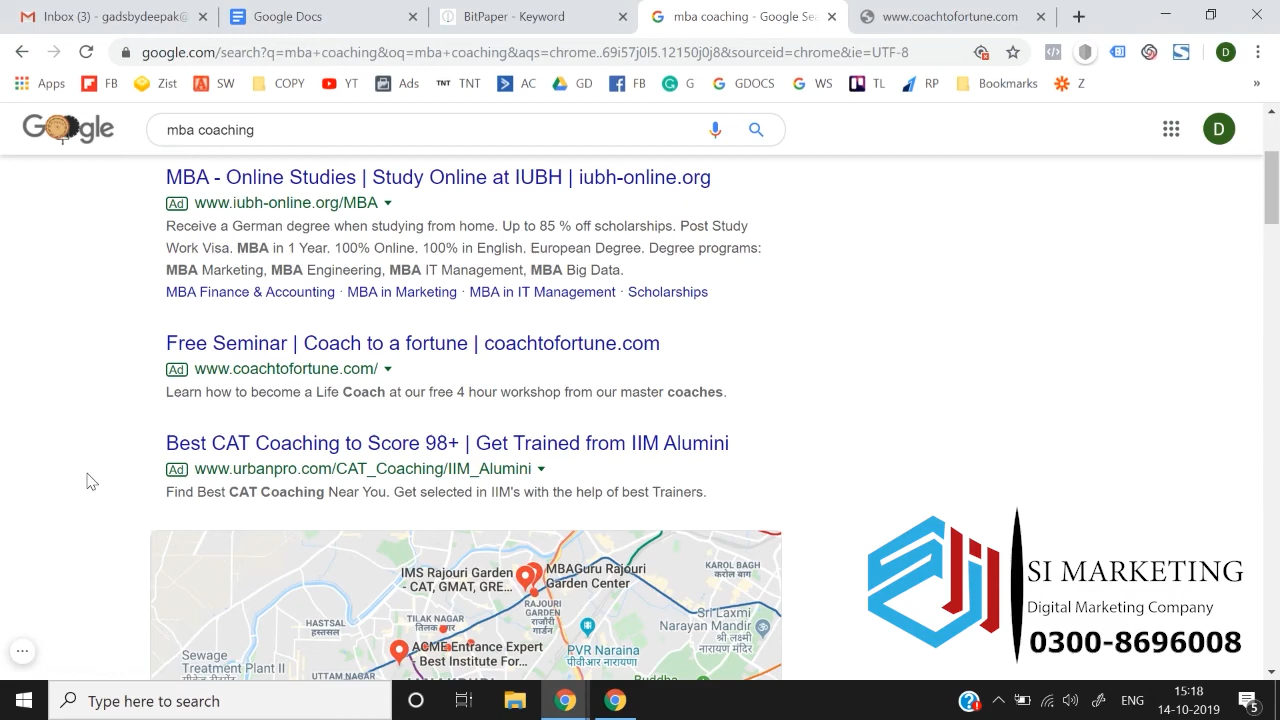 Inbox (3) - gadsbydeepak@
Google Docs
BitPaper - Keyword
mba coaching - Google Sea
www.coachtofortune.com
google.com/search?q=mba+coaching&oq=mba+coaching&aqs=chrome..69i57j0l5.12150j0j8&sourceid=chrome&ie=UTF-8
D
Apps FB Zist SW COPY YT Ads TNT TNT AC GD FB G GDOCS WS TL RP Bookmarks Z »
Google
mba coaching
D
MBA - Online Studies | Study Online at IUBH | iubh-online.org
Ad www.iubh-online.org/MBA
Receive a German degree when studying from home. Up to 85 % off scholarships. Post Study
Work Visa. MBA in 1 Year. 100% Online. 100% in English. European Degree. Degree programs:
MBA Marketing, MBA Engineering, MBA IT Management, MBA Big Data.
MBA Finance & Accounting · MBA in Marketing · MBA in IT Management · Scholarships
Free Seminar | Coach to a fortune | coachtofortune.com
Ad www.coachtofortune.com/
Learn how to become a Life Coach at our free 4 hour workshop from our master coaches.
Best CAT Coaching to Score 98+ | Get Trained from IIM Alumini
Ad www.urbanpro.com/CAT_Coaching/IIM_Alumini
Find Best CAT Coaching Near You. Get selected in IIM's with the help of best Trainers.
IMS Rajouri Garden
- CAT, GMAT, GRE...
MBAGuru Rajouri
Garden Center
KAROL BAGH
करोल बाग
RAJOURI
GARDEN
राजोरी
गार्डन
TILAK NAGAR
तिलक नगर
HASTSAL
हस्तसल
Sri Laxmi
Narayan Mandir
श्री लक्ष्मी
नारायण मंदिर
ACME Entrance Expert
Best Institute For...
PVR Naraina
पीवीआर नारायणा
Sewage
Treatment Plant
सीवेज ट्रीटमेंट
UTTAM NAGAR
Buddha
SI MARKETING
Digital Marketing Company
0300-8696008
Type here to search
ENG
15:18
14-10-2019
5